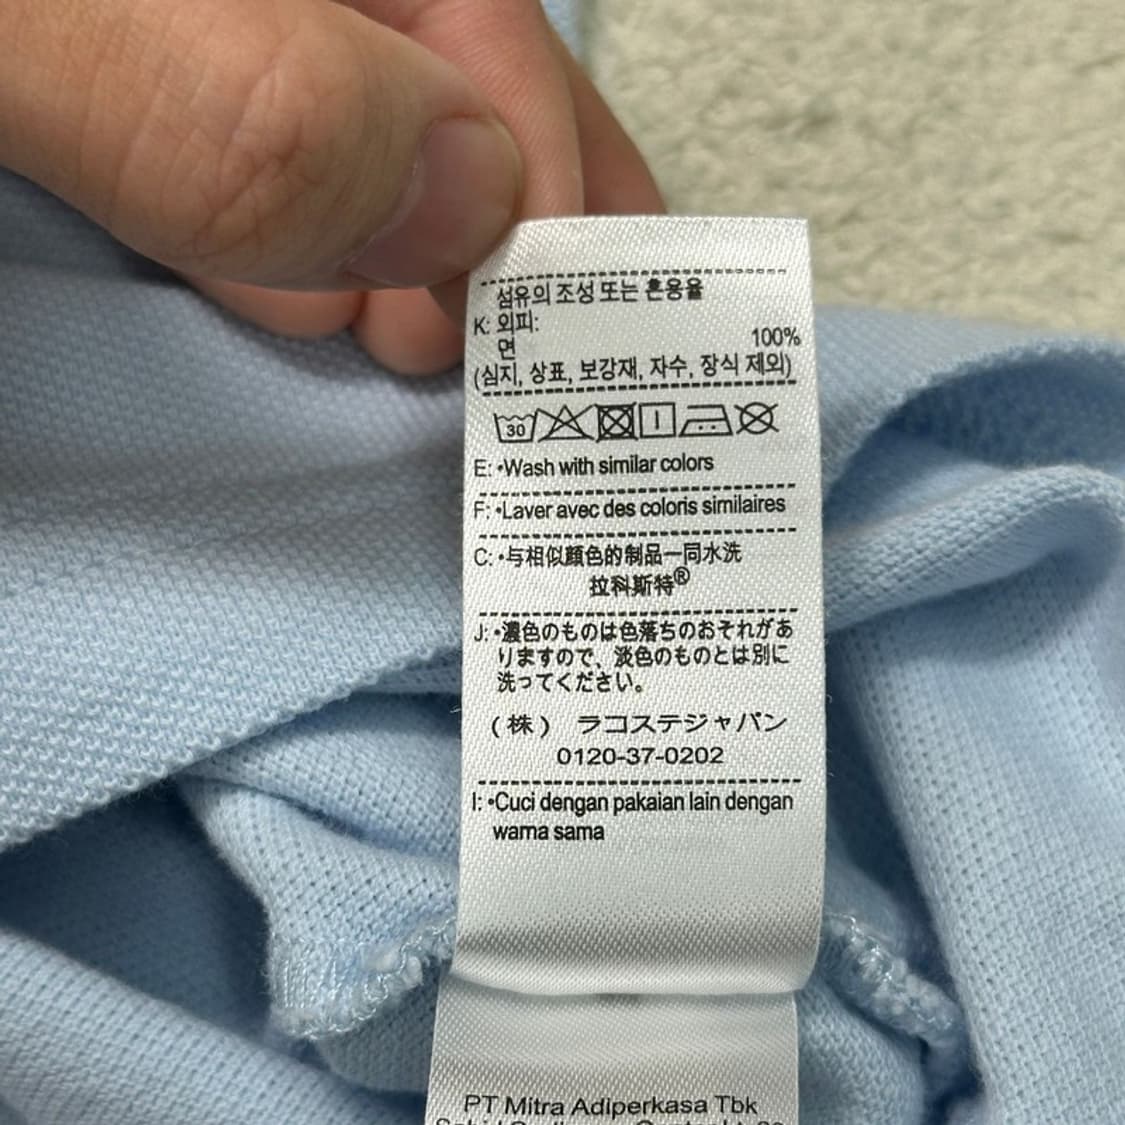 섬유의 조성 또는 혼용율
K: 외피:
면 100%
(심지, 상표, 보강재, 자수, 장식 제외)
30
E: •Wash with similar colors
F: •Laver avec des coloris similaires
C: •与相似顔色的制品一同水洗
拉科斯特®
J: •濃色のものは色落ちのおそれがあ
りますので、淡色のものとは別に
洗ってください。
(株) ラコステジャパン
0120-37-0202
I: •Cuci dengan pakaian lain dengan
warna sama
PT Mitra Adiperkasa Tbk